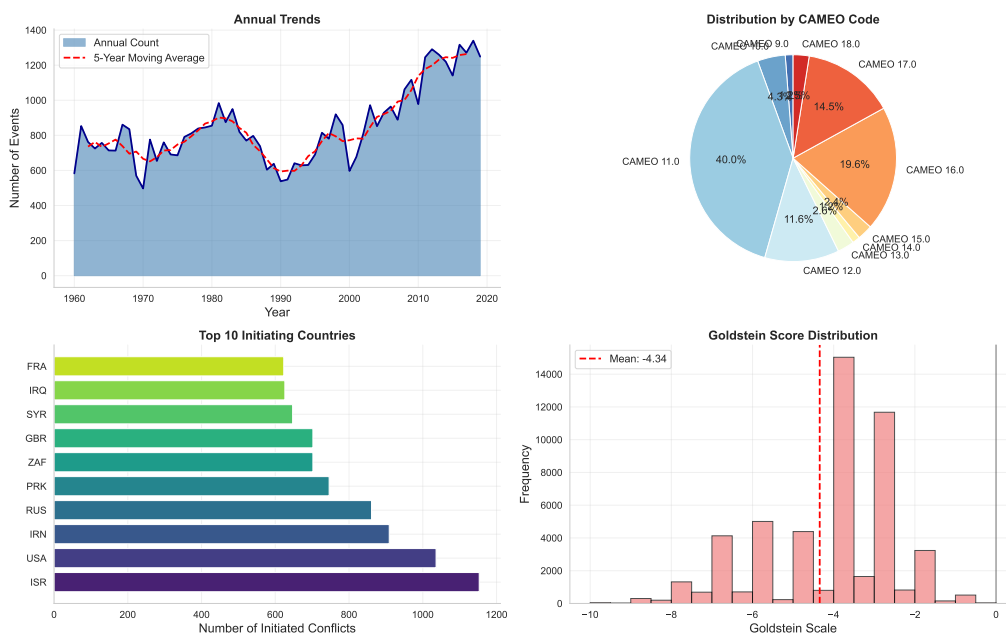 Annual Trends
1400
1200
1000
800
600
400
200
0
Number of Events
Annual Count
5-Year Moving Average
1960
1970
1980
1990
2000
2010
2020
Year
Distribution by CAMEO Code
CAMEO 9.0
CAMEO 18.0
CAMEO 17.0
CAMEO 11.0
CAMEO 16.0
CAMEO 15.0
CAMEO 14.0
CAMEO 13.0
CAMEO 12.0
14.5%
40.0%
19.6%
2.4%
2.6%
11.6%
Top 10 Initiating Countries
FRA
IRQ
SYR
GBR
ZAF
PRK
RUS
IRN
USA
ISR
0
200
400
600
800
1000
1200
Number of Initiated Conflicts
Goldstein Score Distribution
Mean: -4.34
14000
12000
10000
8000
6000
4000
2000
0
Frequency
−10
−8
−6
−4
−2
0
Goldstein Scale